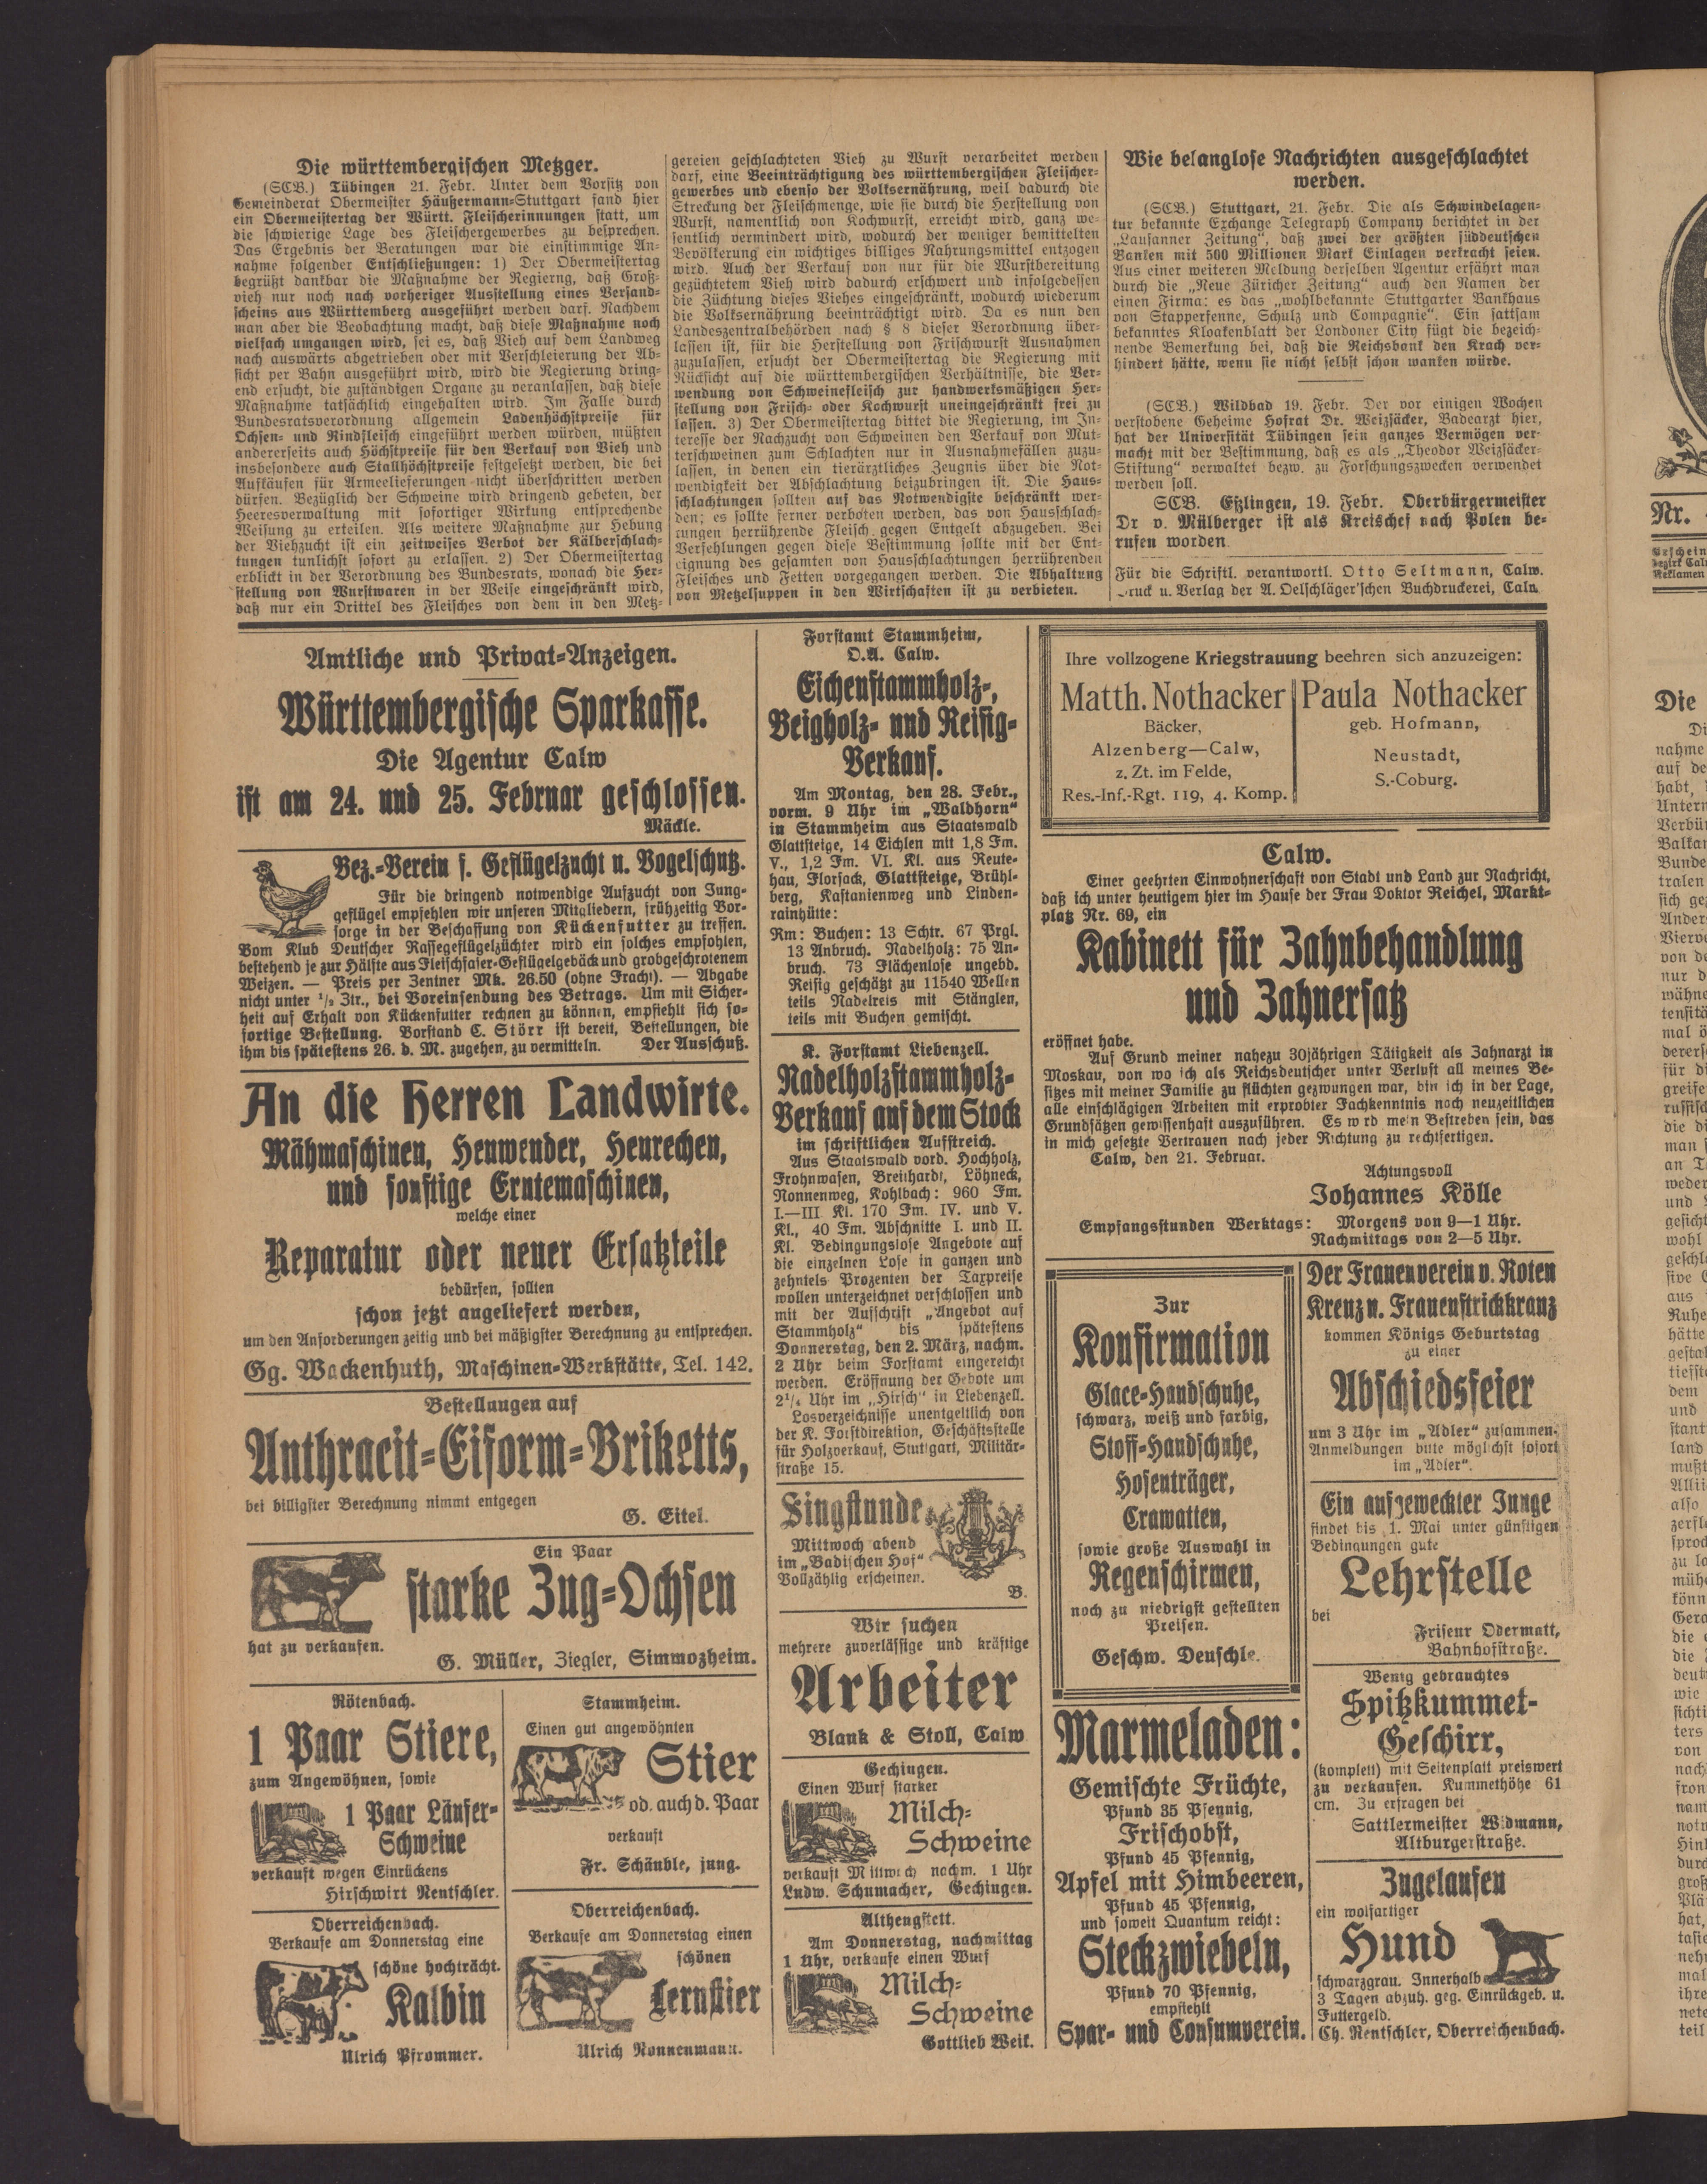 Die württembergischen Metzger.
(SCB.) Tübingen 21. Febr. Unter dem Vorsitz von
Gemeinderat Obermeister Häußermann-Stuttgart fand hier
ein Obermeistertag der Württ. Fleischerinnungen statt, um
die schwierige Lage des Fleischergewerbes zu besprechen.
Das Ergebnis der Beratungen war die einstimmige An-
nahme folgender Entschließungen: 1) Der Obermeistertag
begrüßt dankbar die Maßnahme der Regierng, daß Groß-
vieh nur noch nach vorheriger Ausstellung eines Versand-
scheins aus Württemberg ausgeführt werden darf. Nachdem
man aber die Beobachtung macht, daß diese Maßnahme noch
vielfach umgangen wird, sei es, daß Vieh auf dem Landweg
nach auswärts abgetrieben oder mit Verschleierung der Ab-
sicht per Bahn ausgeführt wird, wird die Regierung dring-
end ersucht, die zuständigen Organe zu veranlassen, daß diese
Maßnahme tatsächlich eingehalten wird. Im Falle durch
Bundesratsverordnung allgemein Ladenhöchstpreise für
Ochsen- und Rindfleisch eingeführt werden würden, müßten
andererseits auch Höchstpreise für den Verkauf von Vieh und
insbesondere auch Stallhöchstpreise festgesetzt werden, die bei
Aufkäufen für Armeelieferungen nicht überschritten werden
dürfen. Bezüglich der Schweine wird dringend gebeten, der
Heeresverwaltung mit sofortiger Wirkung entsprechende
Weisung zu erteilen. Als weitere Maßnahme zur Hebung
der Viehzucht ist ein zeitweises Verbot der Kälberschlach-
tungen tunlichst sofort zu erlassen. 2) Der Obermeistertag
erblickt in der Verordnung des Bundesrats, wonach die Her-
stellung von Wurstwaren in der Weise eingeschränkt wird,
daß nur ein Drittel des Fleisches von dem in den Metz-
gereien geschlachteten Vieh zu Wurst verarbeitet werden
darf, eine Beeinträchtigung des württembergischen Fleischer-
gewerbes und ebenso der Volksernährung, weil dadurch die
Streckung der Fleischmenge, wie sie durch die Herstellung von
Wurst, namentlich von Kochwurst, erreicht wird, ganz we-
sentlich vermindert wird, wodurch der weniger bemittelten
Bevölkerung ein wichtiges billiges Nahrungsmittel entzogen
wird. Auch der Verkauf von nur für die Wurstbereitung
gezüchtetem Vieh wird dadurch erschwert und infolgedessen
die Züchtung dieses Viehes eingeschränkt, wodurch wiederum
die Volksernährung beeinträchtigt wird. Da es nun den
Landeszentralbehörden nach § 8 dieser Verordnung über-
lassen ist, für die Herstellung von Frischwurst Ausnahmen
zuzulassen, ersucht der Obermeistertag die Regierung mit
Rücksicht auf die württembergischen Verhältnisse, die Ver-
wendung von Schweinefleisch zur handwerksmäßigen Her-
stellung von Frisch- oder Kochwurst uneingeschränkt frei zu
lassen. 3) Der Obermeistertag bittet die Regierung, im In-
teresse der Nachzucht von Schweinen den Verkauf von Mut-
terschweinen zum Schlachten nur in Ausnahmefällen zuzu-
lassen, in denen ein tierärztliches Zeugnis über die Not-
wendigkeit der Abschlachtung beizubringen ist. Die Haus-
schlachtungen sollten auf das Notwendigste beschränkt wer-
den; es sollte ferner verboten werden, das von Hausschlach-
tungen herrührende Fleisch gegen Entgelt abzugeben. Bei
Verfehlungen gegen diese Bestimmung sollte mit der Ent-
eignung des gesamten von Hausschlachtungen herrührenden
Fleisches und Fetten vorgegangen werden. Die Abhaltung
von Metzelsuppen in den Wirtschaften ist zu verbieten.
Wie belanglose Nachrichten ausgeschlachtet
werden.
(SCB.) Stuttgart, 21. Febr. Die als Schwindelagen-
tur bekannte Exchange Telegraph Company berichtet in der
„Lausanner Zeitung“, daß zwei der größten süddeutschen
Banken mit 500 Millionen Mark Einlagen verkracht seien.
Aus einer weiteren Meldung derselben Agentur erfährt man
durch die „Neue Züricher Zeitung“ auch den Namen der
einen Firma: es das „wohlbekannte Stuttgarter Bankhaus
von Stapperfenne, Schulz und Compagnie“. Ein sattsam
bekanntes Kloakenblatt der Londoner City fügt die bezeich-
nende Bemerkung bei, daß die Reichsbank den Krach ver-
hindert hätte, wenn sie nicht selbst schon wanken würde.
(SCB.) Wildbad 19. Febr. Der vor einigen Wochen
verstobene Geheime Hofrat Dr. Weizsäcker, Badearzt hier,
hat der Universität Tübingen sein ganzes Vermögen ver-
macht mit der Bestimmung, daß es als „Theodor Weizsäcker-
Stiftung“ verwaltet bezw. zu Forschungszwecken verwendet
werden soll.
SCB. Eßlingen, 19. Febr. Oberbürgermeister
Dr v. Mülberger ist als Kreischef nach Polen be-
rufen worden.
Für die Schriftl. verantwortl. Otto Seltmann, Calw.
Druck u. Verlag der A. Oelschläger'schen Buchdruckerei, Calw
Amtliche und Privat-Anzeigen.
Württembergische Sparkasse.
Die Agentur Calw
ist am 24. und 25. Februar geschlossen.
Mäckle.
Bez.-Verein f. Geflügelzucht u. Vogelschutz.
Für die dringend notwendige Aufzucht von Jung-
geflügel empfehlen wir unseren Mitgliedern, frühzeitig Vor-
sorge in der Beschaffung von Kückenfutter zu treffen.
Vom Klub Deutscher Rassegeflügelzüchter wird ein solches empfohlen,
bestehend je zur Hälfte aus Fleischfaser-Geflügelgebäck und grobgeschrotenem
Weizen. — Preis per Zentner Mk. 26.50 (ohne Fracht). — Abgabe
nicht unter ½ Ztr., bei Voreinsendung des Betrags. Um mit Sicher-
heit auf Erhalt von Kückenfutter rechnen zu können, empfiehlt sich so-
fortige Bestellung. Vorstand C. Störr ist bereit, Bestellungen, die
ihm bis spätestens 26. d. M. zugehen, zu vermitteln. Der Ausschuß.
An die Herren Landwirte.
Mähmaschinen, Heuwender, Heurechen,
und sonstige Erntemaschinen,
welche einer
Reparatur oder neuer Ersatzteile
bedürfen, sollten
schon jetzt angeliefert werden,
um den Anforderungen zeitig und bei mäßigster Berechnung zu entsprechen.
Gg. Wackenhuth, Maschinen-Werkstätte, Tel. 142.
Bestellungen auf
Anthracit-Eiform-Briketts,
bei billigster Berechnung nimmt entgegen
G. Eitel.
Ein Paar
starke Zug-Ochsen
hat zu verkaufen.
G. Müller, Ziegler, Simmozheim.
Rötenbach.
1 Paar Stiere,
zum Angewöhnen, sowie
1 Paar Läufer-
Schweine
verkauft wegen Einrückens
Hirschwirt Rentschler.
Stammheim.
Einen gut angewöhnten
Stier
od. auch d. Paar
verkauft
Fr. Schäuble, jung.
Oberreichenbach.
Verkaufe am Donnerstag eine
schöne hochträcht.
Kalbin
Ulrich Pfrommer.
Oberreichenbach.
Verkaufe am Donnerstag einen
schönen
Lernstier
Ulrich Nonnenmann.
Forstamt Stammheim,
O.A. Calw.
Eichenstammholz-,
Beigholz- und Reisig-
Verkauf.
Am Montag, den 28. Febr.,
vorm. 9 Uhr im „Waldhorn“
in Stammheim aus Staatswald
Glattsteige, 14 Eichlen mit 1,8 Fm.
V., 1,2 Fm. VI. Kl. aus Reute-
hau, Florsack, Glattsteige, Brühl-
berg, Kastanienweg und Linden-
rainhütte:
Rm: Buchen: 13 Schtr. 67 Prgl.
13 Anbruch. Nadelholz: 75 An-
bruch. 73 Flächenlose ungebd.
Reisig geschätzt zu 11540 Wellen
teils Nadelreis mit Stänglen,
teils mit Buchen gemischt.
K. Forstamt Liebenzell.
Nadelholzstammholz-
Verkauf auf dem Stock
im schriftlichen Aufstreich.
Aus Staatswald vord. Hochholz,
Frohnwasen, Breithardt, Löhneck,
Nonnenweg, Kohlbach: 960 Fm.
I.—III Kl. 170 Fm. IV. und V.
Kl., 40 Fm. Abschnitte I. und II.
Kl. Bedingungslose Angebote auf
die einzelnen Lose in ganzen und
zehntels Prozenten der Taxpreise
wollen unterzeichnet verschlossen und
mit der Aufschrift „Angebot auf
Stammholz“ bis spätestens
Donnerstag, den 2. März, nachm.
2 Uhr beim Forstamt eingereicht
werden. Eröffnung der Gebote um
2¼ Uhr im „Hirsch“ in Liebenzell.
Losverzeichnisse unentgeltlich von
der K. Forstdirektion, Geschäftsstelle
für Holzverkauf, Stuttgart, Militär-
straße 15.
Singstunde
Mittwoch abend
im „Badischen Hof“
Vollzählig erscheinen.
V.
Wir suchen
mehrere zuverlässige und kräftige
Arbeiter
Blank & Stoll, Calw
Gechingen.
Einen Wurf starker
Milch-
Schweine
verkauft Mittwoch nachm. 1 Uhr
Ludw. Schumacher, Gechingen.
Althengstett.
Am Donnerstag, nachmittag
1 Uhr, verkaufe einen Wurf
Milch-
Schweine
Gottlieb Weik.
Ihre vollzogene Kriegstrauung beehren sich anzuzeigen:
Matth. Nothacker
Bäcker,
Alzenberg—Calw,
z. Zt. im Felde,
Res.-Inf.-Rgt. 119, 4. Komp.
Paula Nothacker
geb. Hofmann,
Neustadt,
S.-Coburg.
Calw.
Einer geehrten Einwohnerschaft von Stadt und Land zur Nachricht,
daß ich unter heutigem hier im Hause der Frau Doktor Reichel, Markt-
platz Nr. 69, ein
Kabinett für Zahnbehandlung
und Zahnersatz
eröffnet habe.
Auf Grund meiner nahezu 30jährigen Tätigkeit als Zahnarzt in
Moskau, von wo ich als Reichsdeutscher unter Verlust all meines Be-
sitzes mit meiner Familie zu flüchten gezwungen war, bin ich in der Lage,
alle einschlägigen Arbeiten mit erprobter Fachkenntnis nach neuzeitlichen
Grundsätzen gewissenhaft auszuführen. Es wird mein Bestreben sein, das
in mich gesetzte Vertrauen nach jeder Richtung zu rechtfertigen.
Calw, den 21. Februar.
Achtungsvoll
Johannes Kölle
Empfangsstunden Werktags: Morgens von 9—1 Uhr.
Nachmittags von 2—5 Uhr.
Zur
Konfirmation
Glace-Handschuhe,
schwarz, weiß und farbig,
Stoff-Handschuhe,
Hosenträger,
Crawatten,
sowie große Auswahl in
Regenschirmen,
noch zu niedrigst gestellten
Preisen.
Geschw. Deuschle.
Marmeladen:
Gemischte Früchte,
Pfund 35 Pfennig,
Frischobst,
Pfund 45 Pfennig,
Apfel mit Himbeeren,
Pfund 45 Pfennig,
und soweit Quantum reicht:
Steckzwiebeln,
Pfund 70 Pfennig,
empfiehlt
Spar- und Consumverein.
Der Frauenverein v. Roten
Kreuz u. Frauenstrickkranz
kommen Königs Geburtstag
zu einer
Abschiedsfeier
um 3 Uhr im „Adler“ zusammen.
Anmeldungen bitte möglichst sofort
im „Adler“.
Ein aufgeweckter Junge
findet bis 1. Mai unter günstigen
Bedingungen gute
Lehrstelle
bei
Friseur Odermatt,
Bahnhofstraße.
Wenig gebrauchtes
Spitzkummet-
Geschirr,
(komplett) mit Seitenplatt preiswert
zu verkaufen. Kummethöhe 61
cm. Zu erfragen bei
Sattlermeister Widmann,
Altburgerstraße.
Zugelaufen
ein wolfartiger
Hund
schwarzgrau. Innerhalb
3 Tagen abzuh. geg. Einrückgeb. u.
Futtergeld.
Ch. Rentschler, Oberreichenbach.
Nr.
Die